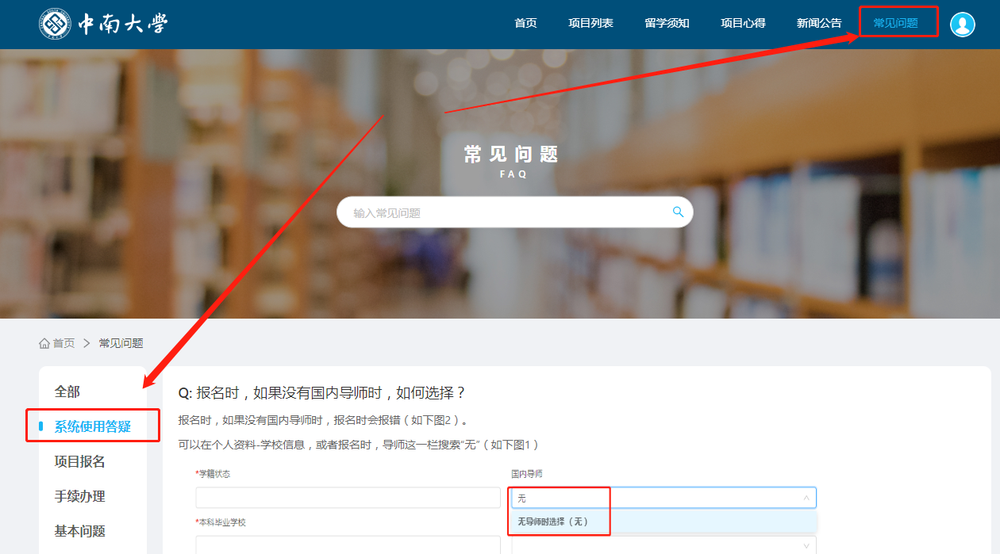 中南大学
首页 项目列表 留学须知 项目心得 新闻公告 常见问题
常见问题
FAQ
输入常见问题
首页 > 常见问题
全部
系统使用答疑
项目报名
手续办理
基本问题
Q: 报名时，如果没有国内导师时，如何选择？
报名时，如果没有国内导师时，报名时会报错（如下图2）。
可以在个人资料-学校信息，或者报名时，导师这一栏搜索“无”（如下图1）
*学籍状态 国内导师
无
无导师时选择（无）
*本科毕业学校